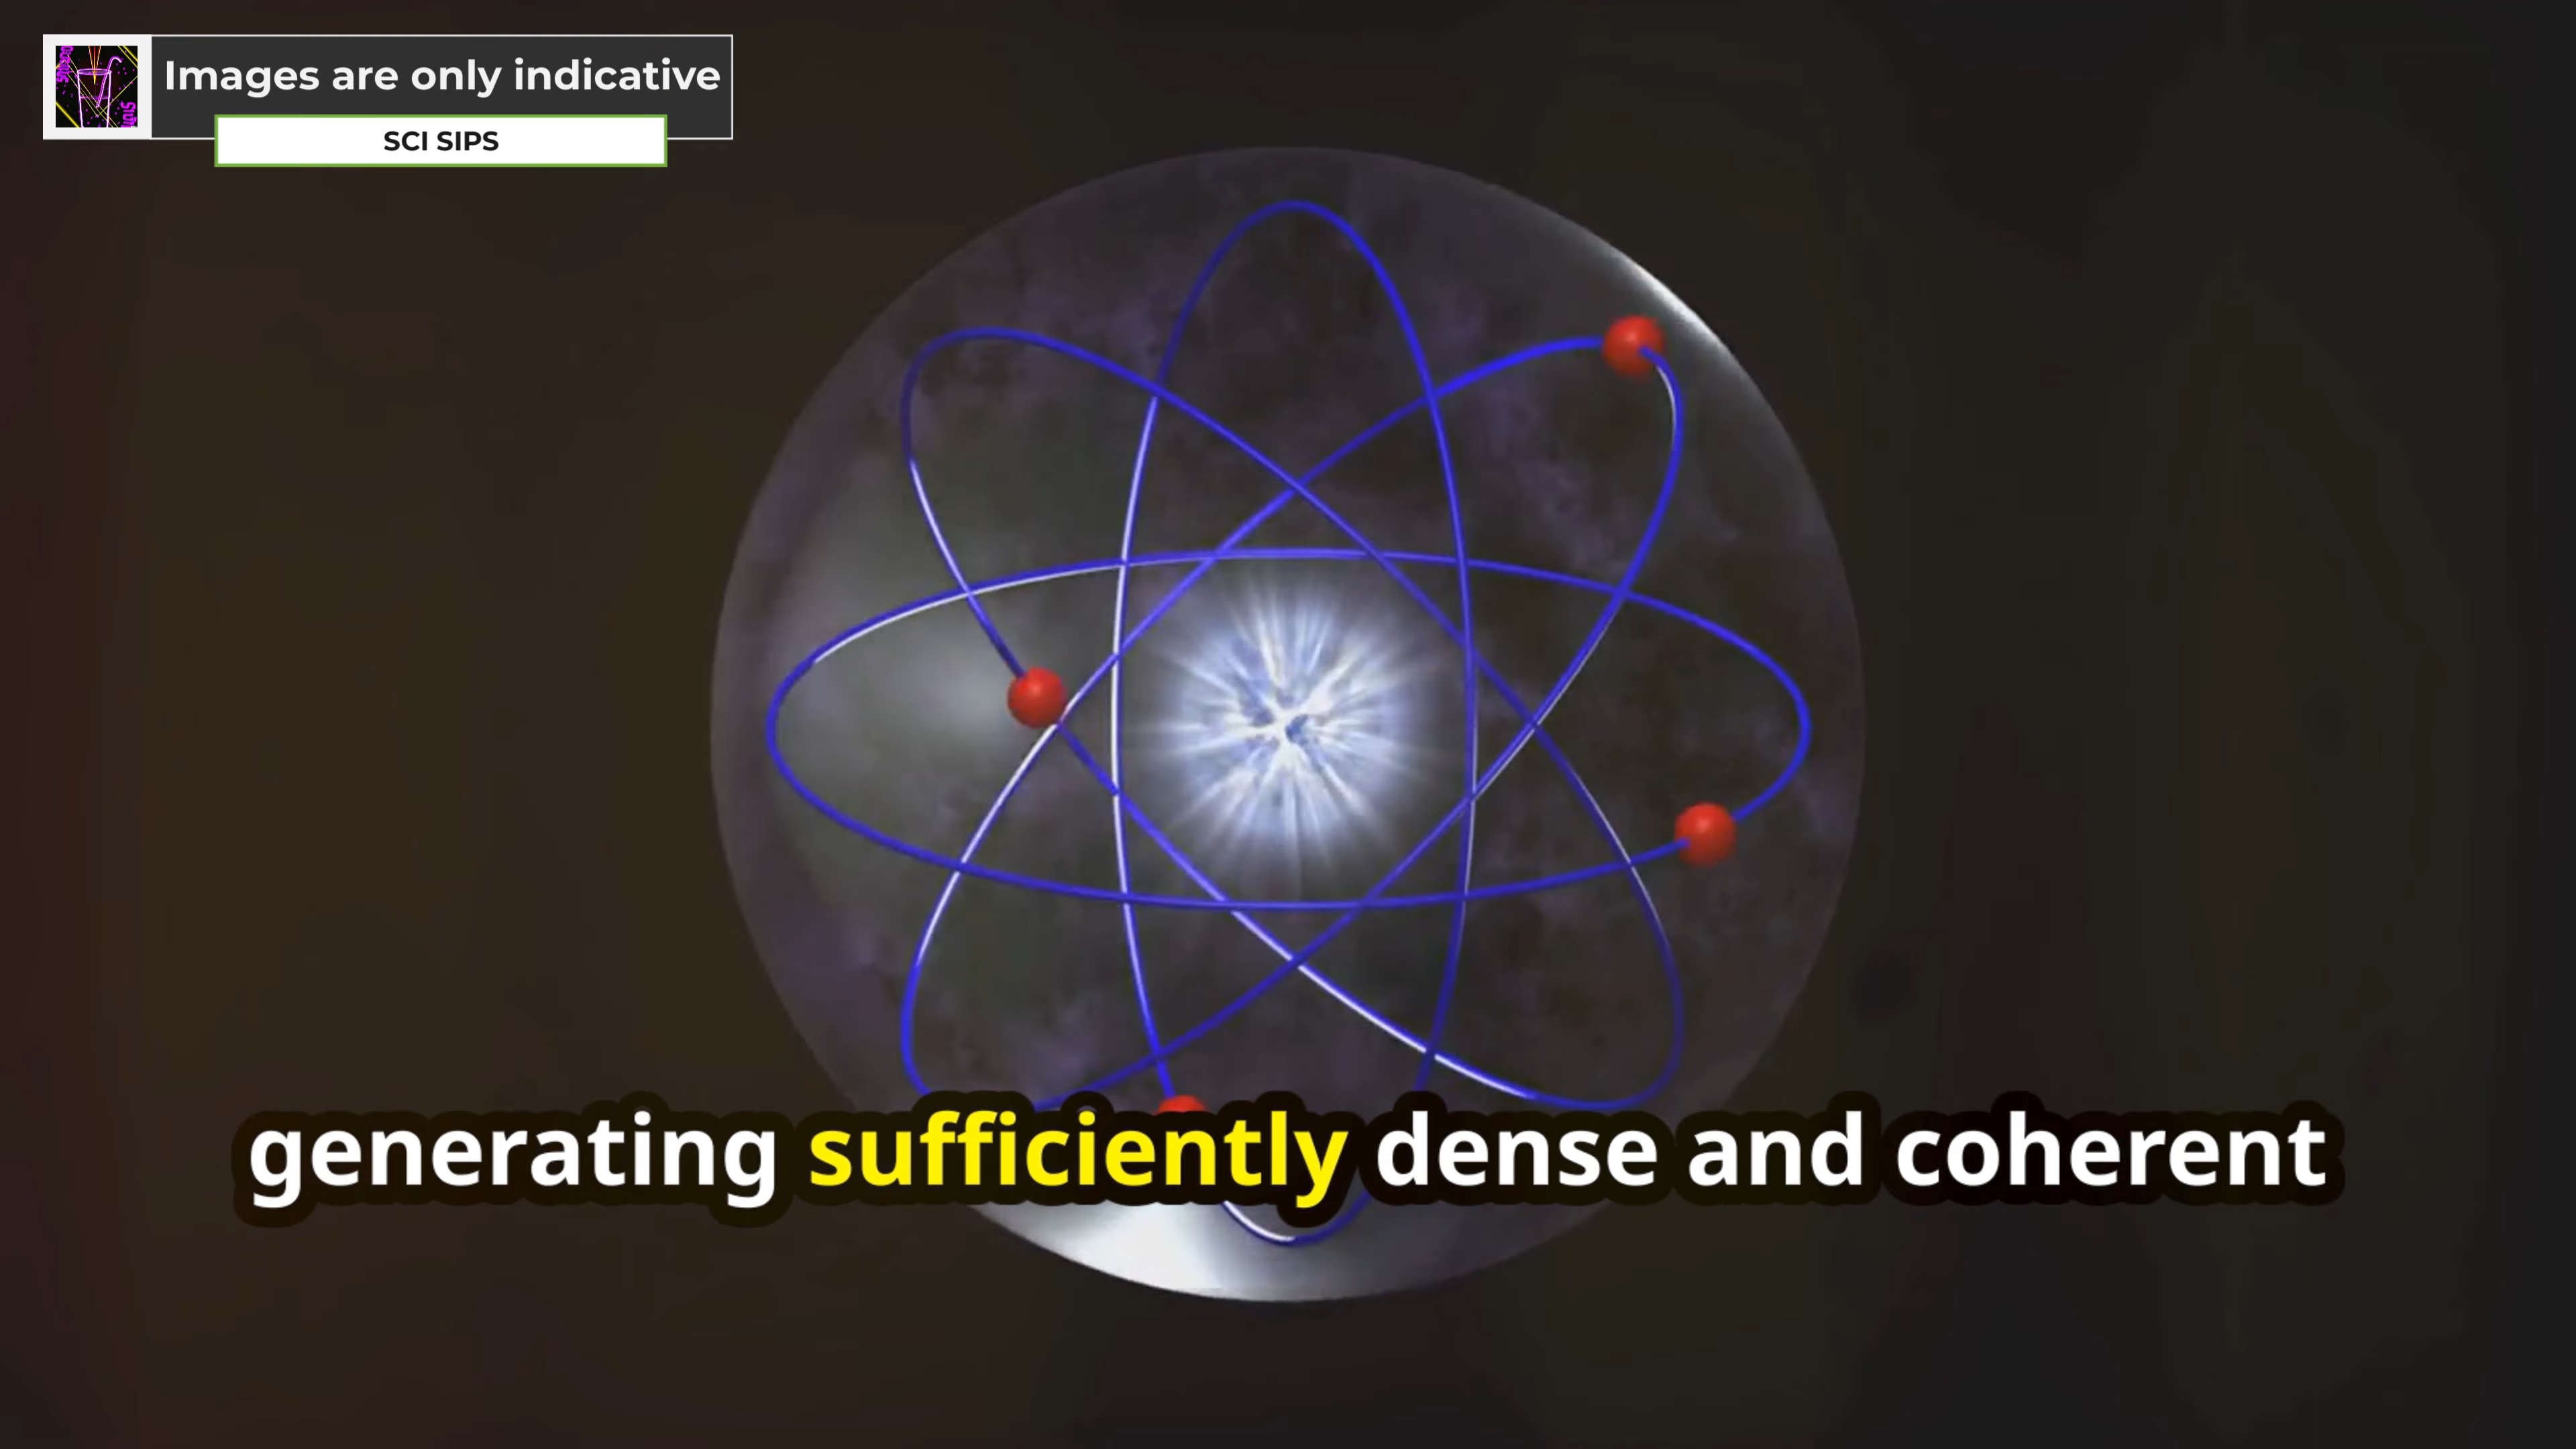 Images are only indicative
SCI SIPS
generating sufficiently dense and coherent